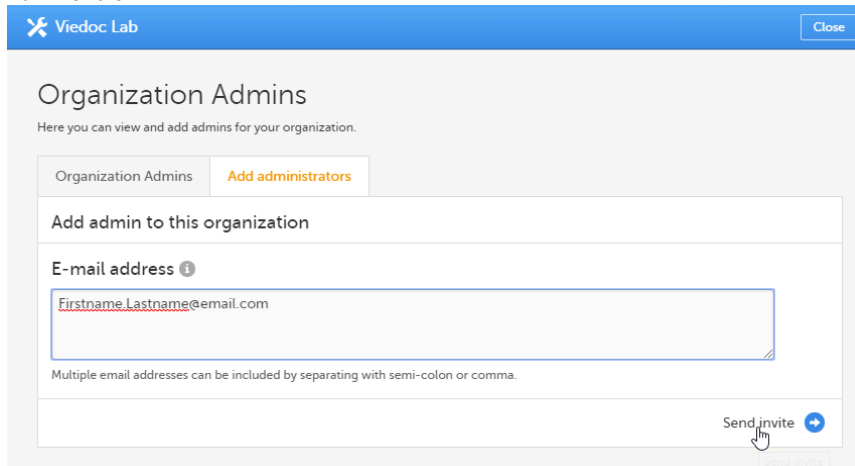 Viedoc Lab
Close
Organization Admins
Here you can view and add admins for your organization.
Organization Admins
Add administrators
Add admin to this organization
E-mail address
Firstname.Lastname@email.com
Multiple email addresses can be included by separating with semi-colon or comma.
Send invite
Send invite